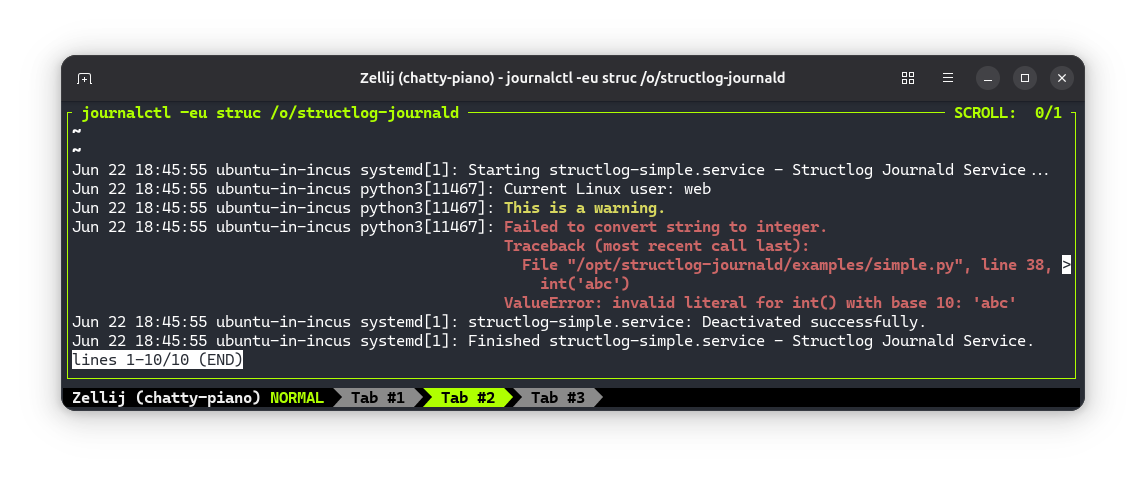 Zellij (chatty-piano) - journalctl -eu struc /o/structlog-journald
journalctl -eu struc /o/structlog-journald SCROLL: 0/1
~
~
Jun 22 18:45:55 ubuntu-in-incus systemd[1]: Starting structlog-simple.service - Structlog Journald Service...
Jun 22 18:45:55 ubuntu-in-incus python3[11467]: Current Linux user: web
Jun 22 18:45:55 ubuntu-in-incus python3[11467]: This is a warning.
Jun 22 18:45:55 ubuntu-in-incus python3[11467]: Failed to convert string to integer.
Traceback (most recent call last):
File "/opt/structlog-journald/examples/simple.py", line 38, >
int('abc')
ValueError: invalid literal for int() with base 10: 'abc'
Jun 22 18:45:55 ubuntu-in-incus systemd[1]: structlog-simple.service: Deactivated successfully.
Jun 22 18:45:55 ubuntu-in-incus systemd[1]: Finished structlog-simple.service - Structlog Journald Service.
lines 1-10/10 (END)
Zellij (chatty-piano) NORMAL Tab #1 Tab #2 Tab #3